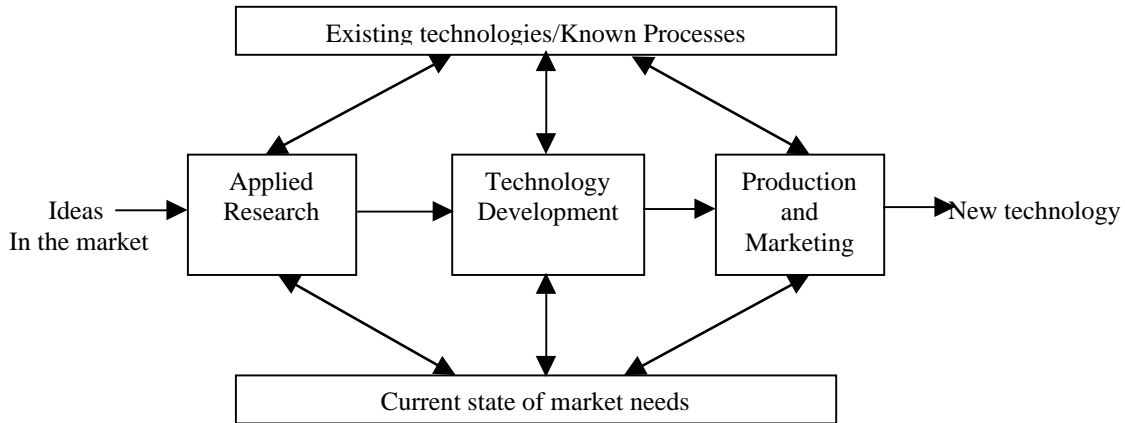 Existing technologies/Known Processes
Ideas
In the market
Applied
Research
Technology
Development
Production
and
Marketing
New technology
Current state of market needs